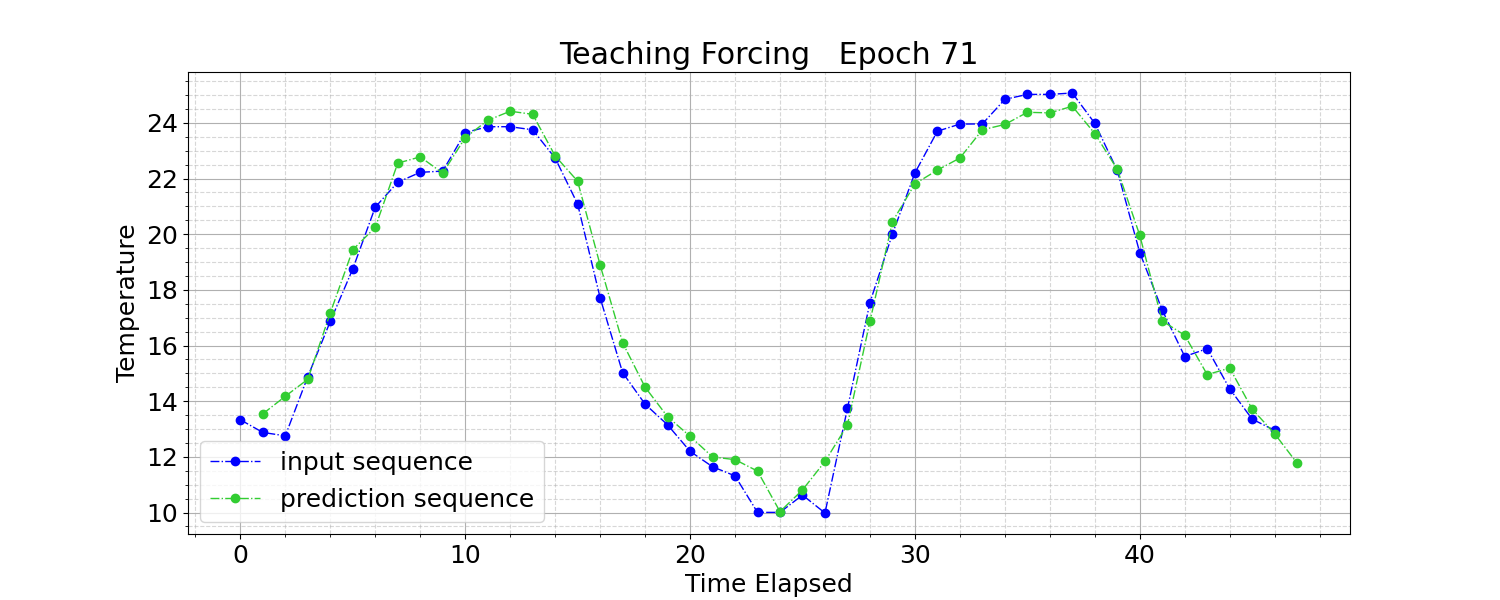 Teaching Forcing   Epoch 71
Temperature
24
22
20
18
16
14
12
10
input sequence
prediction sequence
0 10 20 30 40
Time Elapsed